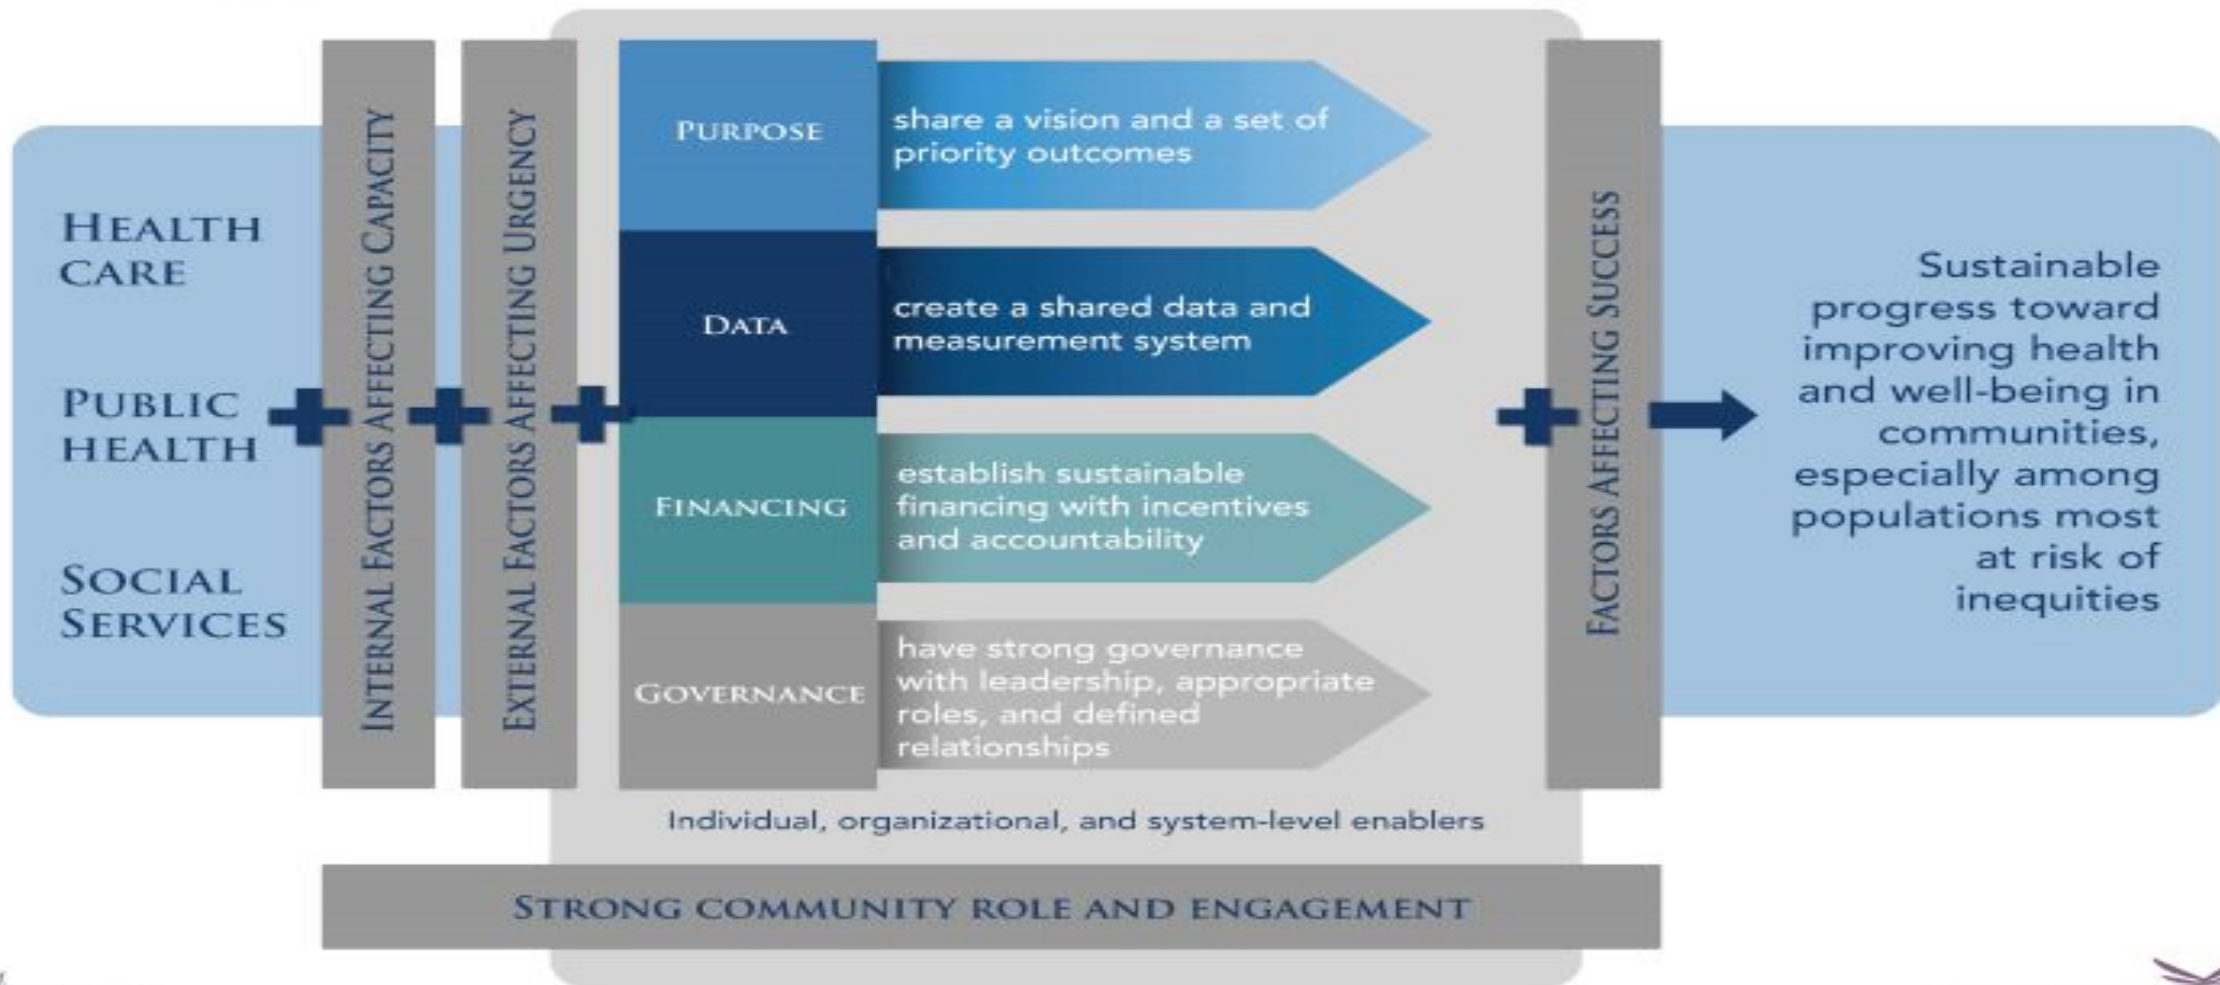 HEALTH
CARE
PUBLIC
HEALTH
SOCIAL
SERVICES
INTERNAL FACTORS AFFECTING CAPACITY
EXTERNAL FACTORS AFFECTING URGENCY
PURPOSE
share a vision and a set of
priority outcomes
DATA
create a shared data and
measurement system
FINANCING
establish sustainable
financing with incentives
and accountability
GOVERNANCE
have strong governance
with leadership, appropriate
roles, and defined
relationships
Individual, organizational, and system-level enablers
FACTORS AFFECTING SUCCESS
Sustainable
progress toward
improving health
and well-being in
communities,
especially among
populations most
at risk of
inequities
STRONG COMMUNITY ROLE AND ENGAGEMENT